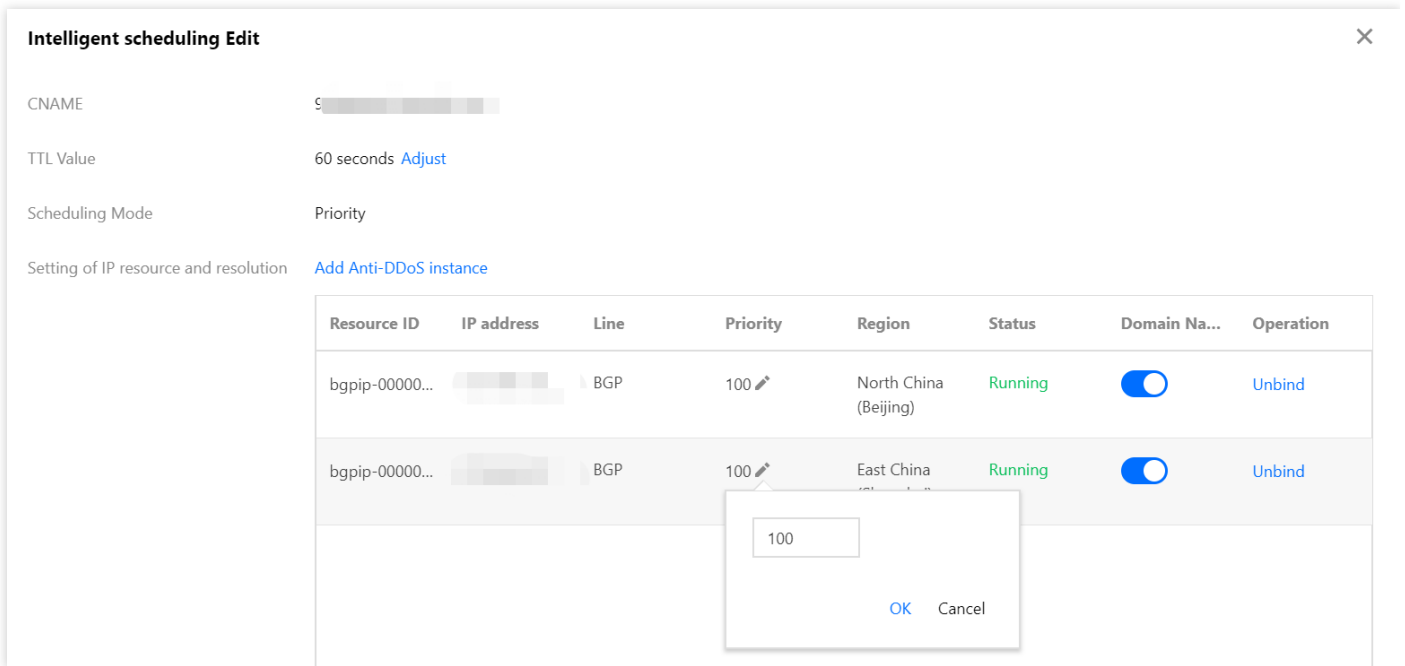 Intelligent scheduling Edit
CNAME
9
TTL Value 60 seconds Adjust
Scheduling Mode Priority
Setting of IP resource and resolution Add Anti-DDoS instance
Resource ID IP address Line Priority Region Status Domain Na... Operation
bgpip-00000... BGP 100 North China Running Unbind
(Beijing)
bgpip-00000... BGP 100 East China Running Unbind
100
OK Cancel